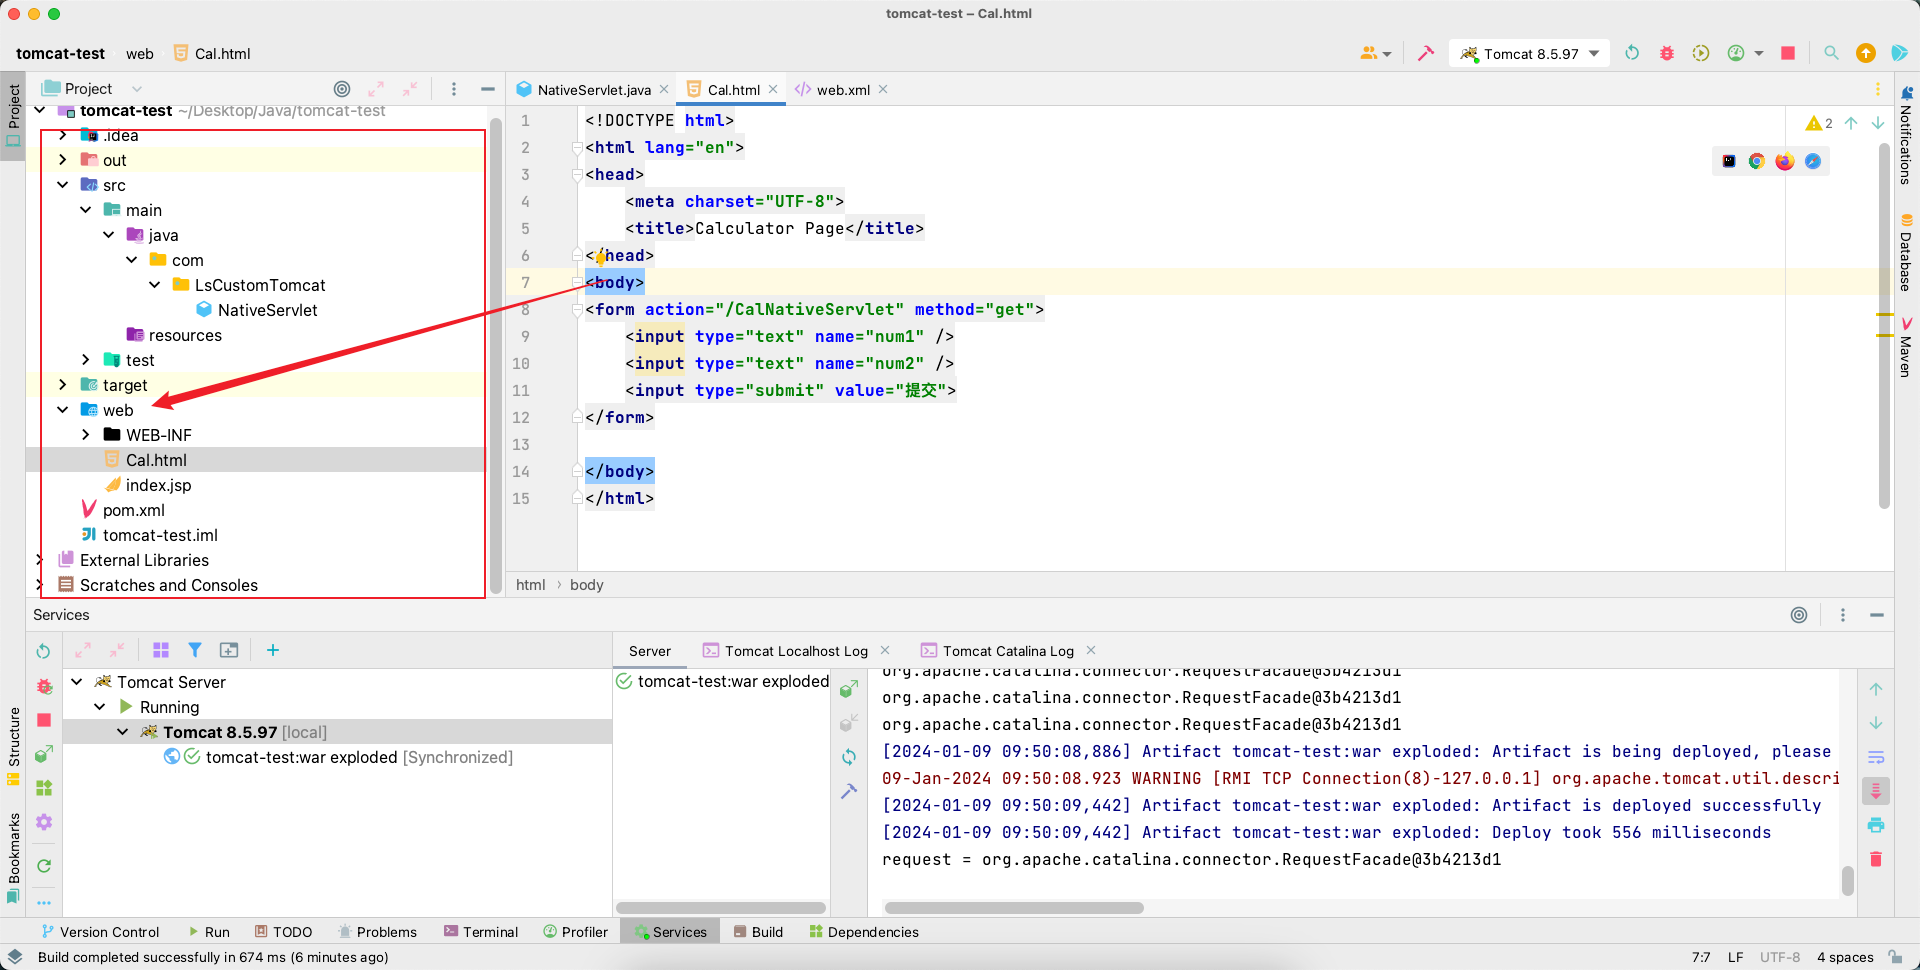 tomcat-test – Cal.html
tomcat-test web Cal.html
Tomcat 8.5.97
Project
Project
tomcat-test ~/Desktop/Java/tomcat-test
.idea
out
src
main
java
com
LsCustomTomcat
NativeServlet
resources
test
target
web
WEB-INF
Cal.html
index.jsp
pom.xml
tomcat-test.iml
External Libraries
Scratches and Consoles
NativeServlet.java Cal.html web.xml
1 <!DOCTYPE html>
2 <html lang="en">
3 <head>
4 <meta charset="UTF-8">
5 <title>Calculator Page</title>
6 </head>
7 <body>
8 <form action="/CalNativeServlet" method="get">
9 <input type="text" name="num1" />
10 <input type="text" name="num2" />
11 <input type="submit" value="提交">
12 </form>
13
14 </body>
15 </html>
2
html › body
Notifications
Database
Maven
Services
Server Tomcat Localhost Log Tomcat Catalina Log
Tomcat Server
Running
Tomcat 8.5.97 [local]
tomcat-test:war exploded [Synchronized]
tomcat-test:war exploded
org.apache.catalina.connector.RequestFacade@3b4213d1
org.apache.catalina.connector.RequestFacade@3b4213d1
org.apache.catalina.connector.RequestFacade@3b4213d1
[2024-01-09 09:50:08,886] Artifact tomcat-test:war exploded: Artifact is being deployed, please
09-Jan-2024 09:50:08.923 WARNING [RMI TCP Connection(8)-127.0.0.1] org.apache.tomcat.util.descri
[2024-01-09 09:50:09,442] Artifact tomcat-test:war exploded: Artifact is deployed successfully
[2024-01-09 09:50:09,442] Artifact tomcat-test:war exploded: Deploy took 556 milliseconds
request = org.apache.catalina.connector.RequestFacade@3b4213d1
Structure
Bookmarks
Version Control Run TODO Problems Terminal Profiler Services Build Dependencies
Build completed successfully in 674 ms (6 minutes ago)
7:7 LF UTF-8 4 spaces